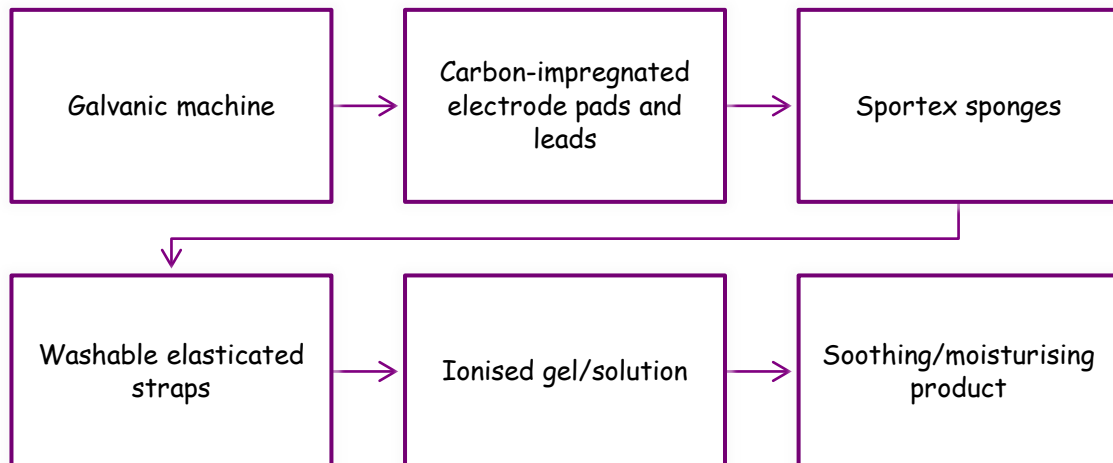 Galvanic machine
Carbon-impregnated
electrode pads and
leads
Sportex sponges
Washable elasticated
straps
Ionised gel/solution
Soothing/moisturising
product